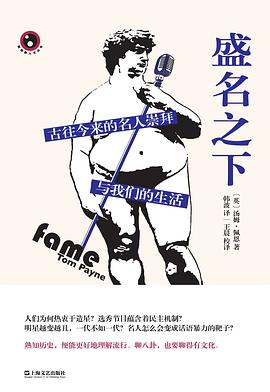 盛名之下
古往今来的名人崇拜
与我们的生活
[英] 汤姆·佩恩 著
韩波 译 王晨 校译
fame
Tom Payne
人们为何热衷于造星？选秀节目蕴含着民主机制？
明星越变越丑，一代不如一代？名人怎么会变成话语暴力的靶子？
熟知历史，便能更好地理解流行。聊八卦，也要聊得有文化。
上海文艺出版社